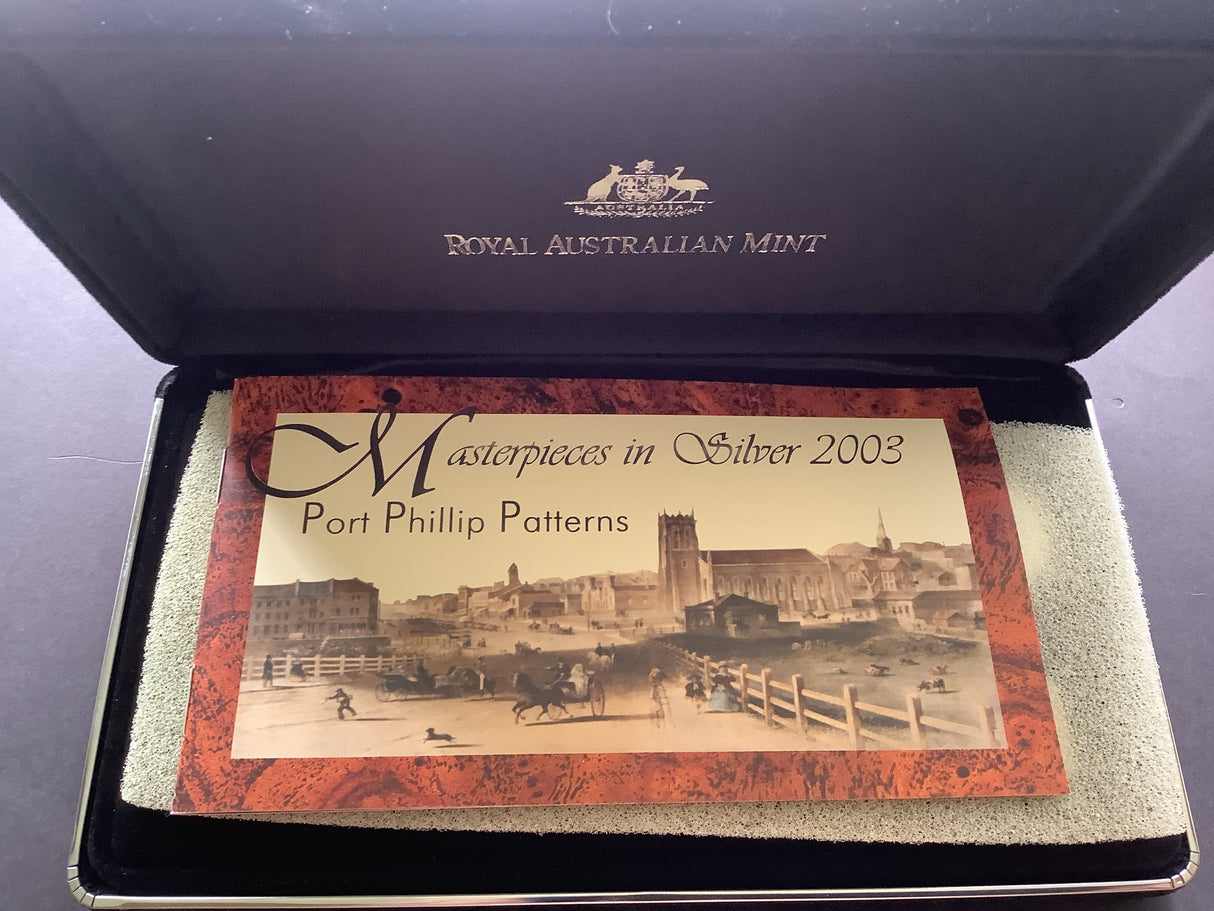 AUSTRALIA
ROYAL AUSTRALIAN MINT
Masterpieces in Silver 2003
Port Phillip Patterns